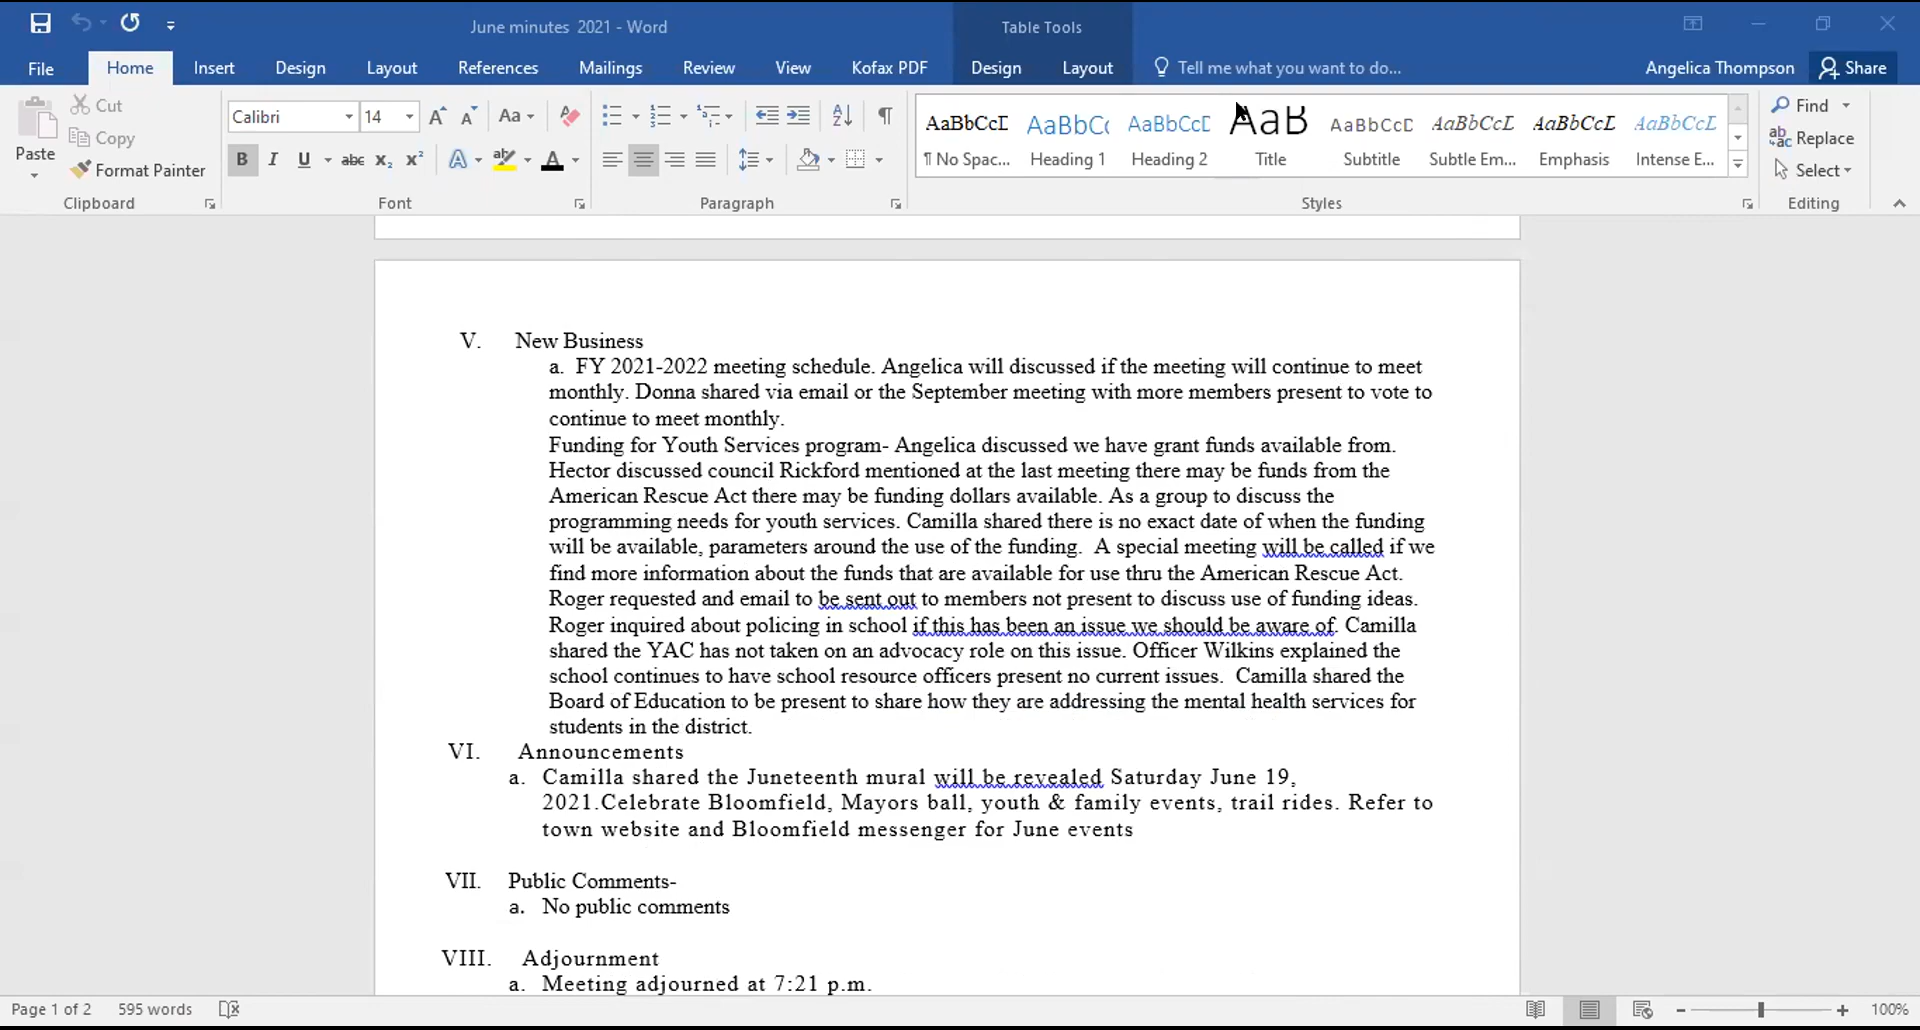 June minutes 2021 - Word
Table Tools
File Home Insert Design Layout References Mailings Review View Kofax PDF Design Layout Tell me what you want to do... Angelica Thompson Share
Paste
Cut
Copy
Format Painter
Clipboard
Calibri 14
Aa
B I U abc x₂ x² A ab A
Font
Paragraph
AaBbCcD AaBbCc AaBbCcD AaB AaBbCcD AaBbCcD AaBbCcD AaBbCcD
¶ No Spac... Heading 1 Heading 2 Title Subtitle Subtle Em... Emphasis Intense E...
Styles
Find
Replace
Select
Editing
V. New Business
a. FY 2021-2022 meeting schedule. Angelica will discussed if the meeting will continue to meet
monthly. Donna shared via email or the September meeting with more members present to vote to
continue to meet monthly.
Funding for Youth Services program- Angelica discussed we have grant funds available from.
Hector discussed council Rickford mentioned at the last meeting there may be funds from the
American Rescue Act there may be funding dollars available. As a group to discuss the
programming needs for youth services. Camilla shared there is no exact date of when the funding
will be available, parameters around the use of the funding. A special meeting will be called if we
find more information about the funds that are available for use thru the American Rescue Act.
Roger requested and email to be sent out to members not present to discuss use of funding ideas.
Roger inquired about policing in school if this has been an issue we should be aware of. Camilla
shared the YAC has not taken on an advocacy role on this issue. Officer Wilkins explained the
school continues to have school resource officers present no current issues. Camilla shared the
Board of Education to be present to share how they are addressing the mental health services for
students in the district.
VI. Announcements
a. Camilla shared the Juneteenth mural will be revealed Saturday June 19,
2021.Celebrate Bloomfield, Mayors ball, youth & family events, trail rides. Refer to
town website and Bloomfield messenger for June events
VII. Public Comments-
a. No public comments
VIII. Adjournment
a. Meeting adjourned at 7:21 p.m.
Page 1 of 2 595 words 100%